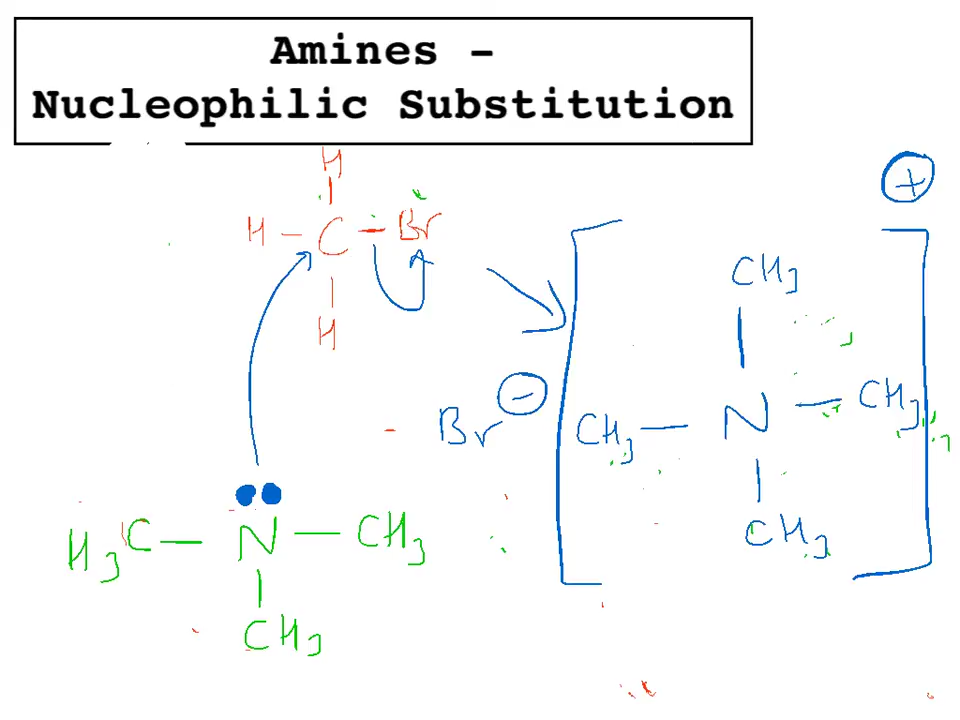 Amines –
Nucleophilic Substitution
H
H – C – Br
H
+
CH3
Br –
CH3 – N – CH3
CH3
H3C – N – CH3
CH3